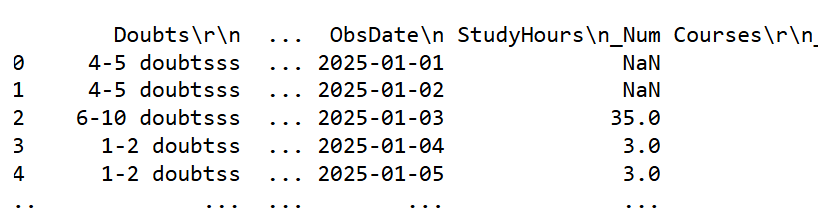 Doubts\r\n ... ObsDate\n StudyHours\n_Num Courses\r\n_
0 4-5 doubtsss ... 2025-01-01 NaN
1 4-5 doubtsss ... 2025-01-02 NaN
2 6-10 doubtsss ... 2025-01-03 35.0
3 1-2 doubtss ... 2025-01-04 3.0
4 1-2 doubtss ... 2025-01-05 3.0
.. ... ... ... ...